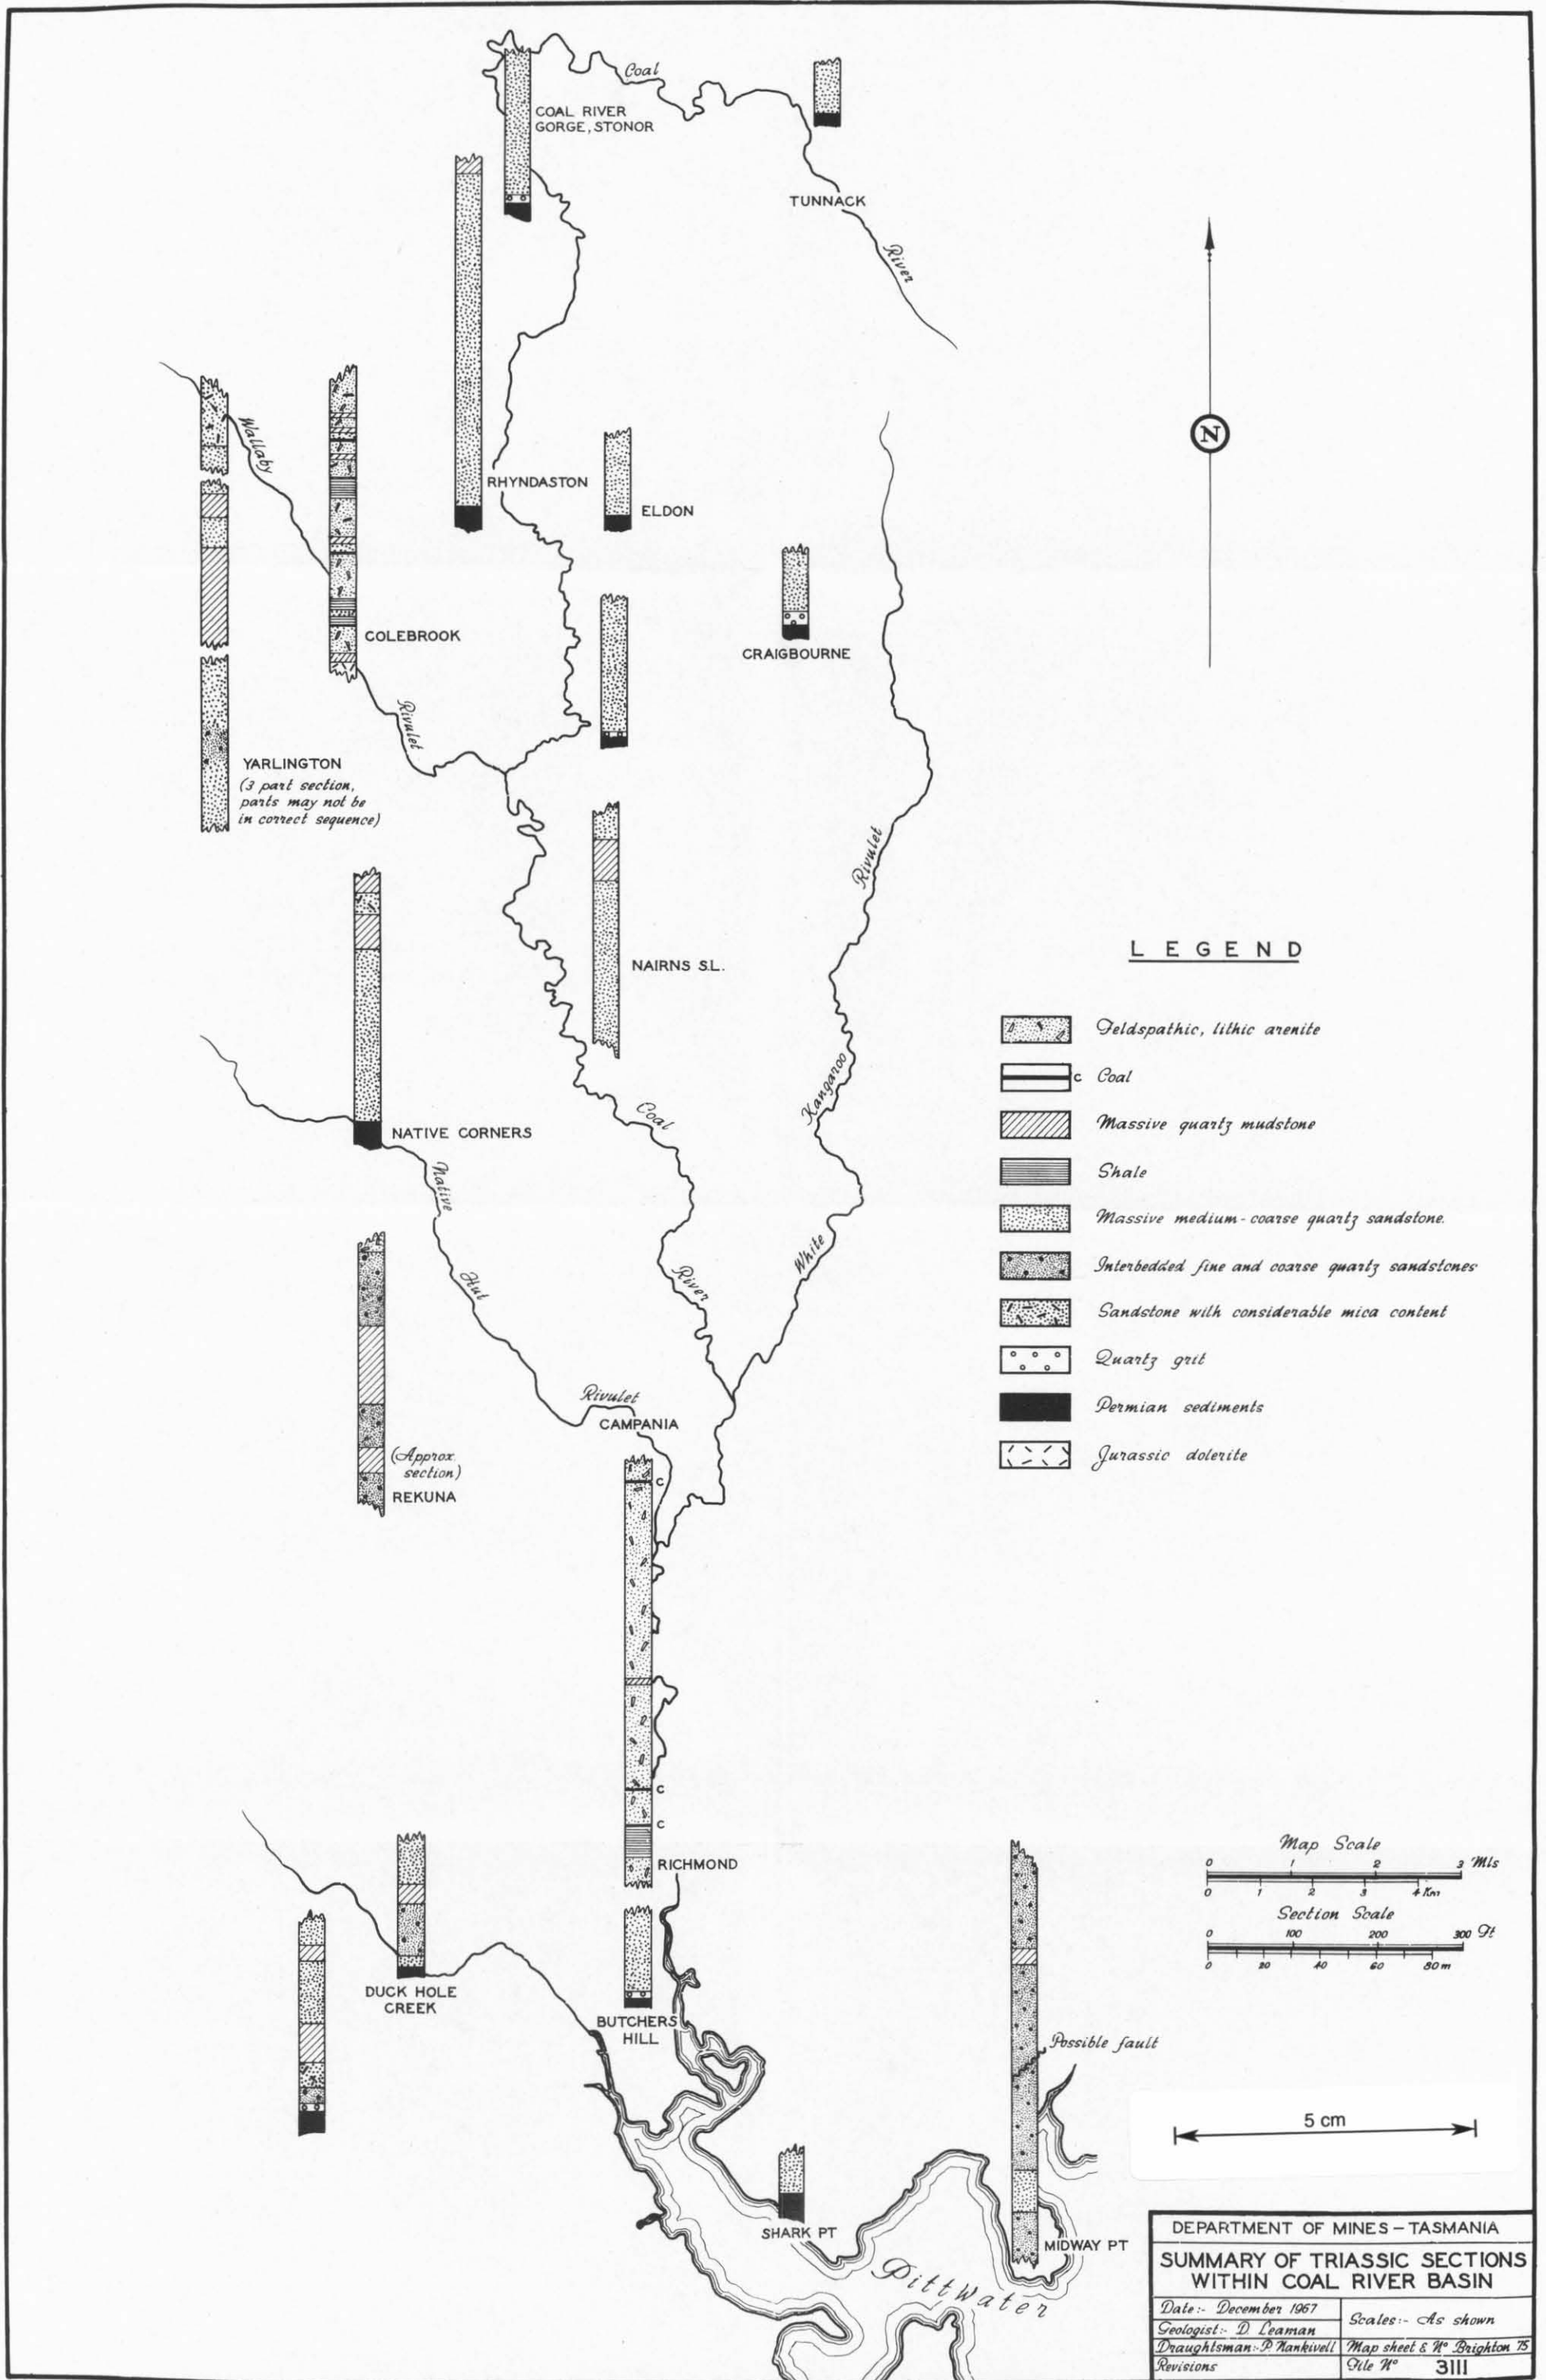 Coal
COAL RIVER
GORGE, STONOR
TUNNACK
River
Wallaby
RHYNDASTON
ELDON
N
COLEBROOK
CRAIGBOURNE
Rivulet
YARLINGTON
(3 part section,
parts may not be
in correct sequence)
Rivulet
NAIRNS S.L.
LEGEND
Feldspathic, lithic arenite
c Coal
Massive quartz mudstone
Shale
Massive medium-coarse quartz sandstone.
Interbedded fine and coarse quartz sandstones
Sandstone with considerable mica content
Quartz grit
Permian sediments
Jurassic dolerite
Kangaroo
Coal
NATIVE CORNERS
Native
White
River
Hut
Rivulet
CAMPANIA
(Approx.
section)
REKUNA
c
c
c
RICHMOND
Map Scale
0 1 2 3 Mls
0 1 2 3 4 Km
Section Scale
0 100 200 300 Ft
0 20 40 60 80 m
DUCK HOLE
CREEK
BUTCHERS
HILL
Possible fault
5 cm
SHARK PT
MIDWAY PT
Pittwater
DEPARTMENT OF MINES – TASMANIA
SUMMARY OF TRIASSIC SECTIONS
WITHIN COAL RIVER BASIN
Date:- December 1967
Scales:- As shown
Geologist:- D. Leaman
Draughtsman:- P. Nankivell
Map sheet & Nº Brighton 75
Revisions
File Nº 3111